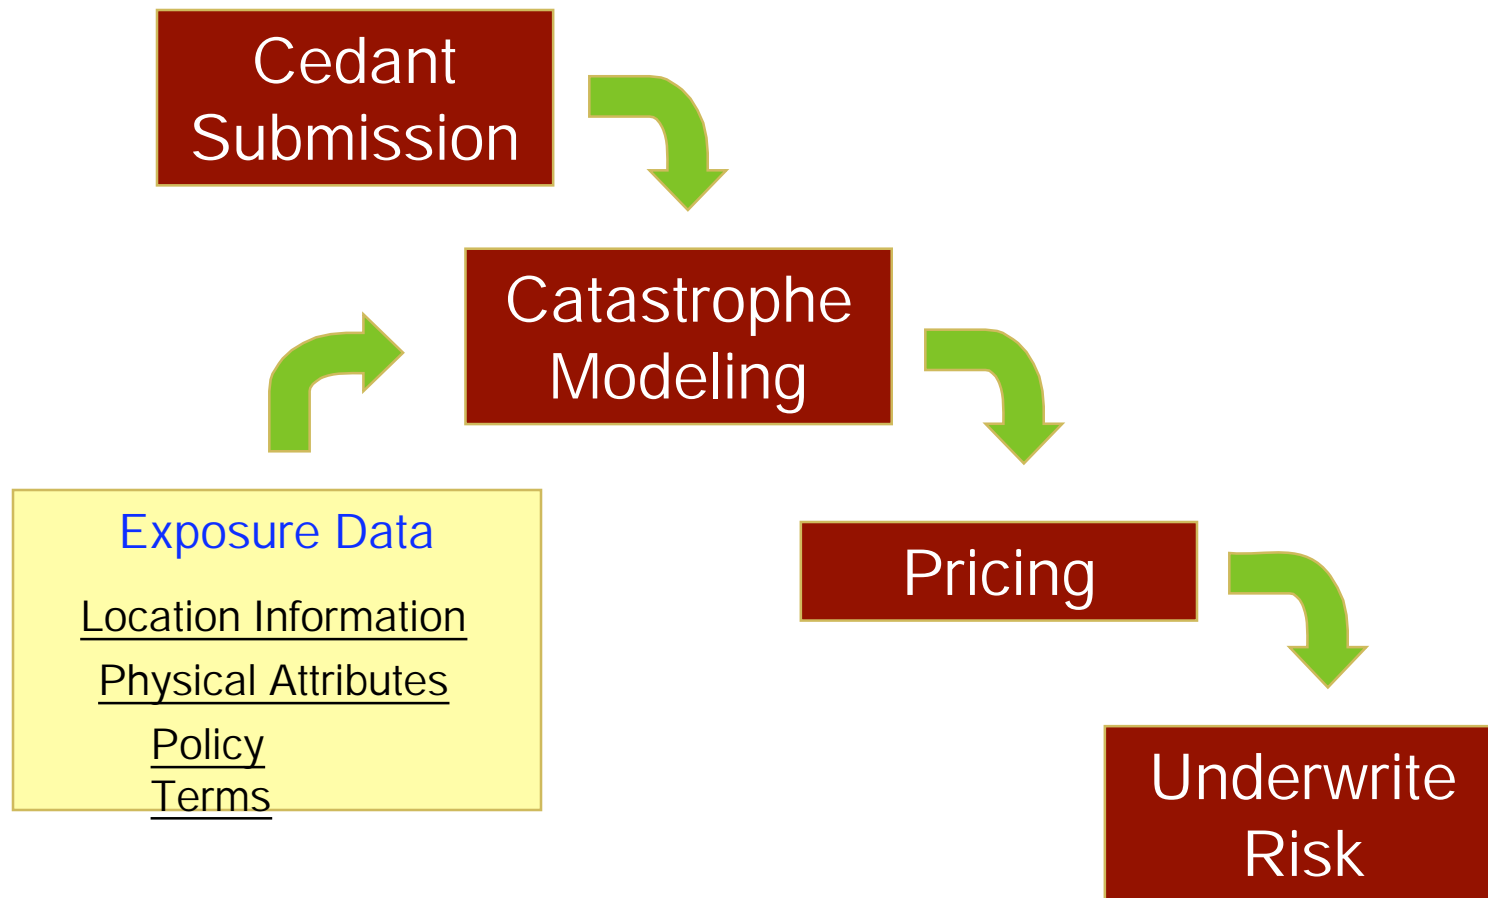 Cedant
Submission
Catastrophe
Modeling
Exposure Data
Location Information
Physical Attributes
Policy
Terms
Pricing
Underwrite
Risk